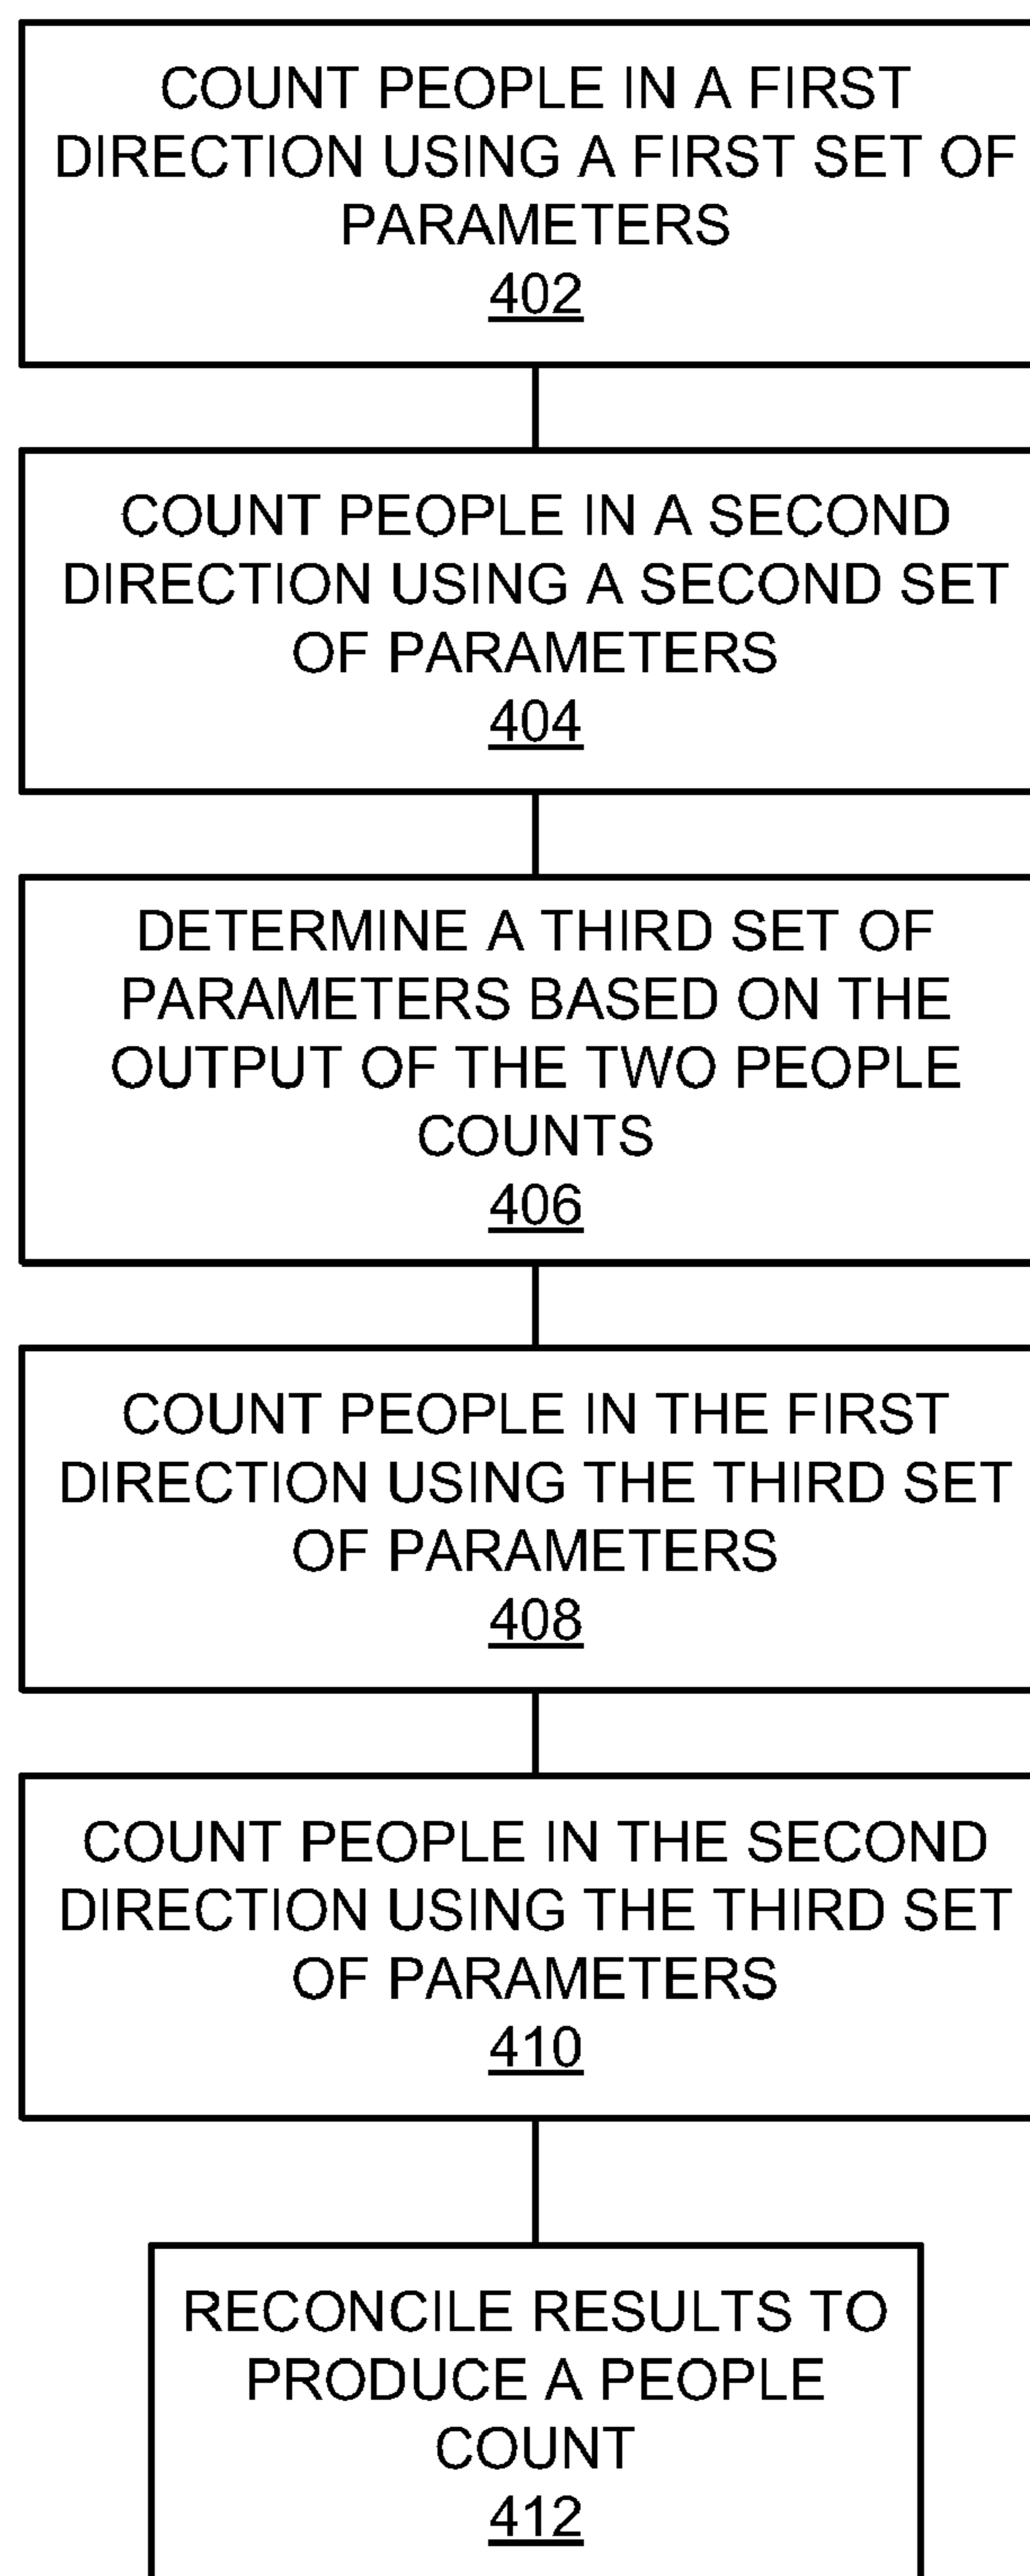 COUNT PEOPLE IN A FIRST
DIRECTION USING A FIRST SET OF
PARAMETERS
402
COUNT PEOPLE IN A SECOND
DIRECTION USING A SECOND SET
OF PARAMETERS
404
DETERMINE A THIRD SET OF
PARAMETERS BASED ON THE
OUTPUT OF THE TWO PEOPLE
COUNTS
406
COUNT PEOPLE IN THE FIRST
DIRECTION USING THE THIRD SET
OF PARAMETERS
408
COUNT PEOPLE IN THE SECOND
DIRECTION USING THE THIRD SET
OF PARAMETERS
410
RECONCILE RESULTS TO
PRODUCE A PEOPLE
COUNT
412